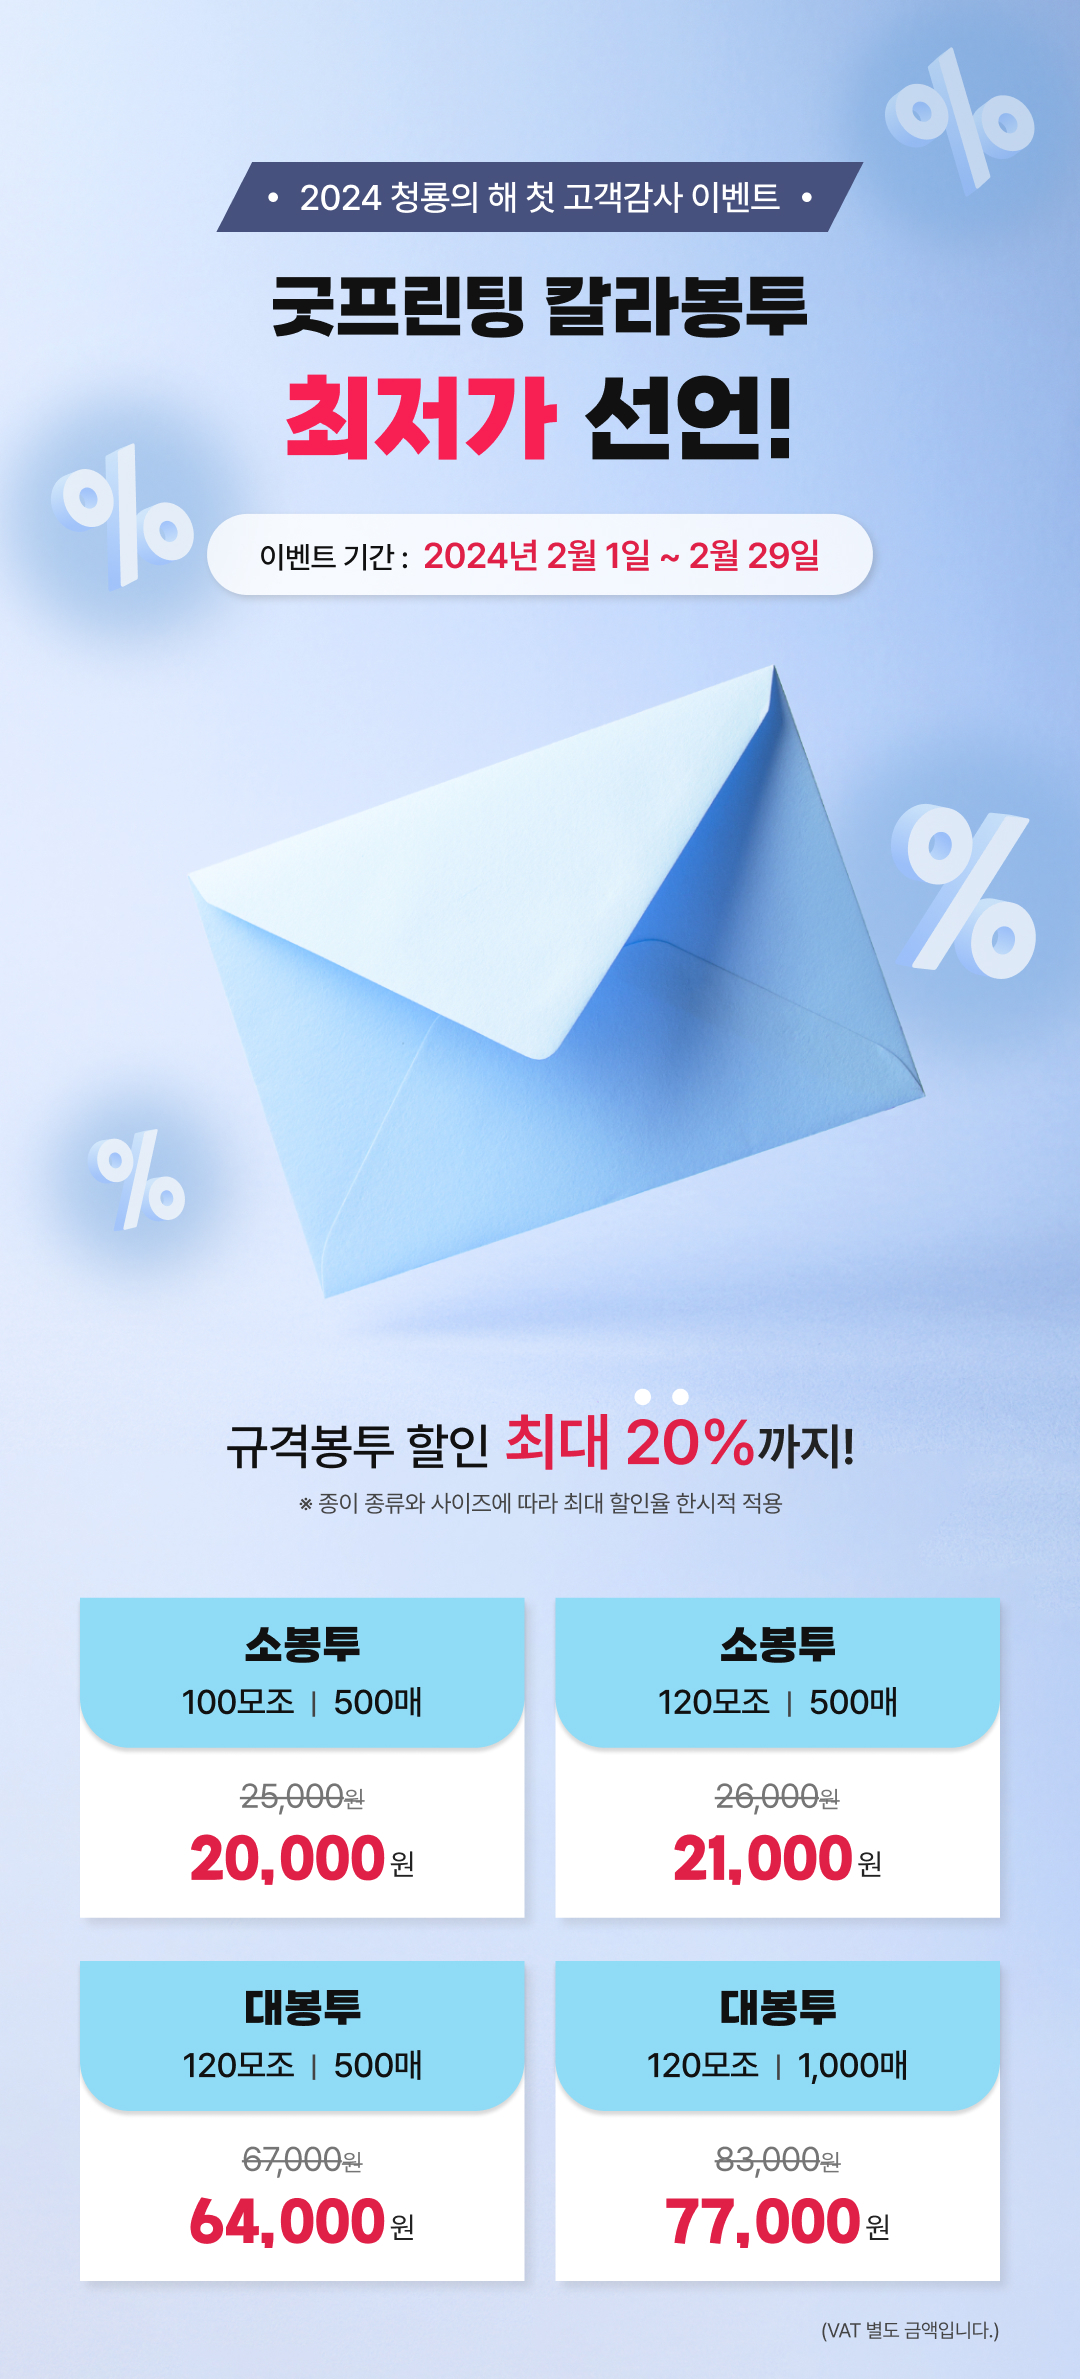 • 2024 청룡의 해 첫 고객감사 이벤트 •
굿프린팅 칼라봉투
최저가 선언!
이벤트 기간 : 2024년 2월 1일 ~ 2월 29일
%
%
%
%
규격봉투 할인 최대 20%까지!
※ 종이 종류와 사이즈에 따라 최대 할인율 한시적 적용
소봉투
100모조 | 500매
25,000원
20,000원
소봉투
120모조 | 500매
26,000원
21,000원
대봉투
120모조 | 500매
67,000원
64,000원
대봉투
120모조 | 1,000매
83,000원
77,000원
(VAT 별도 금액입니다.)